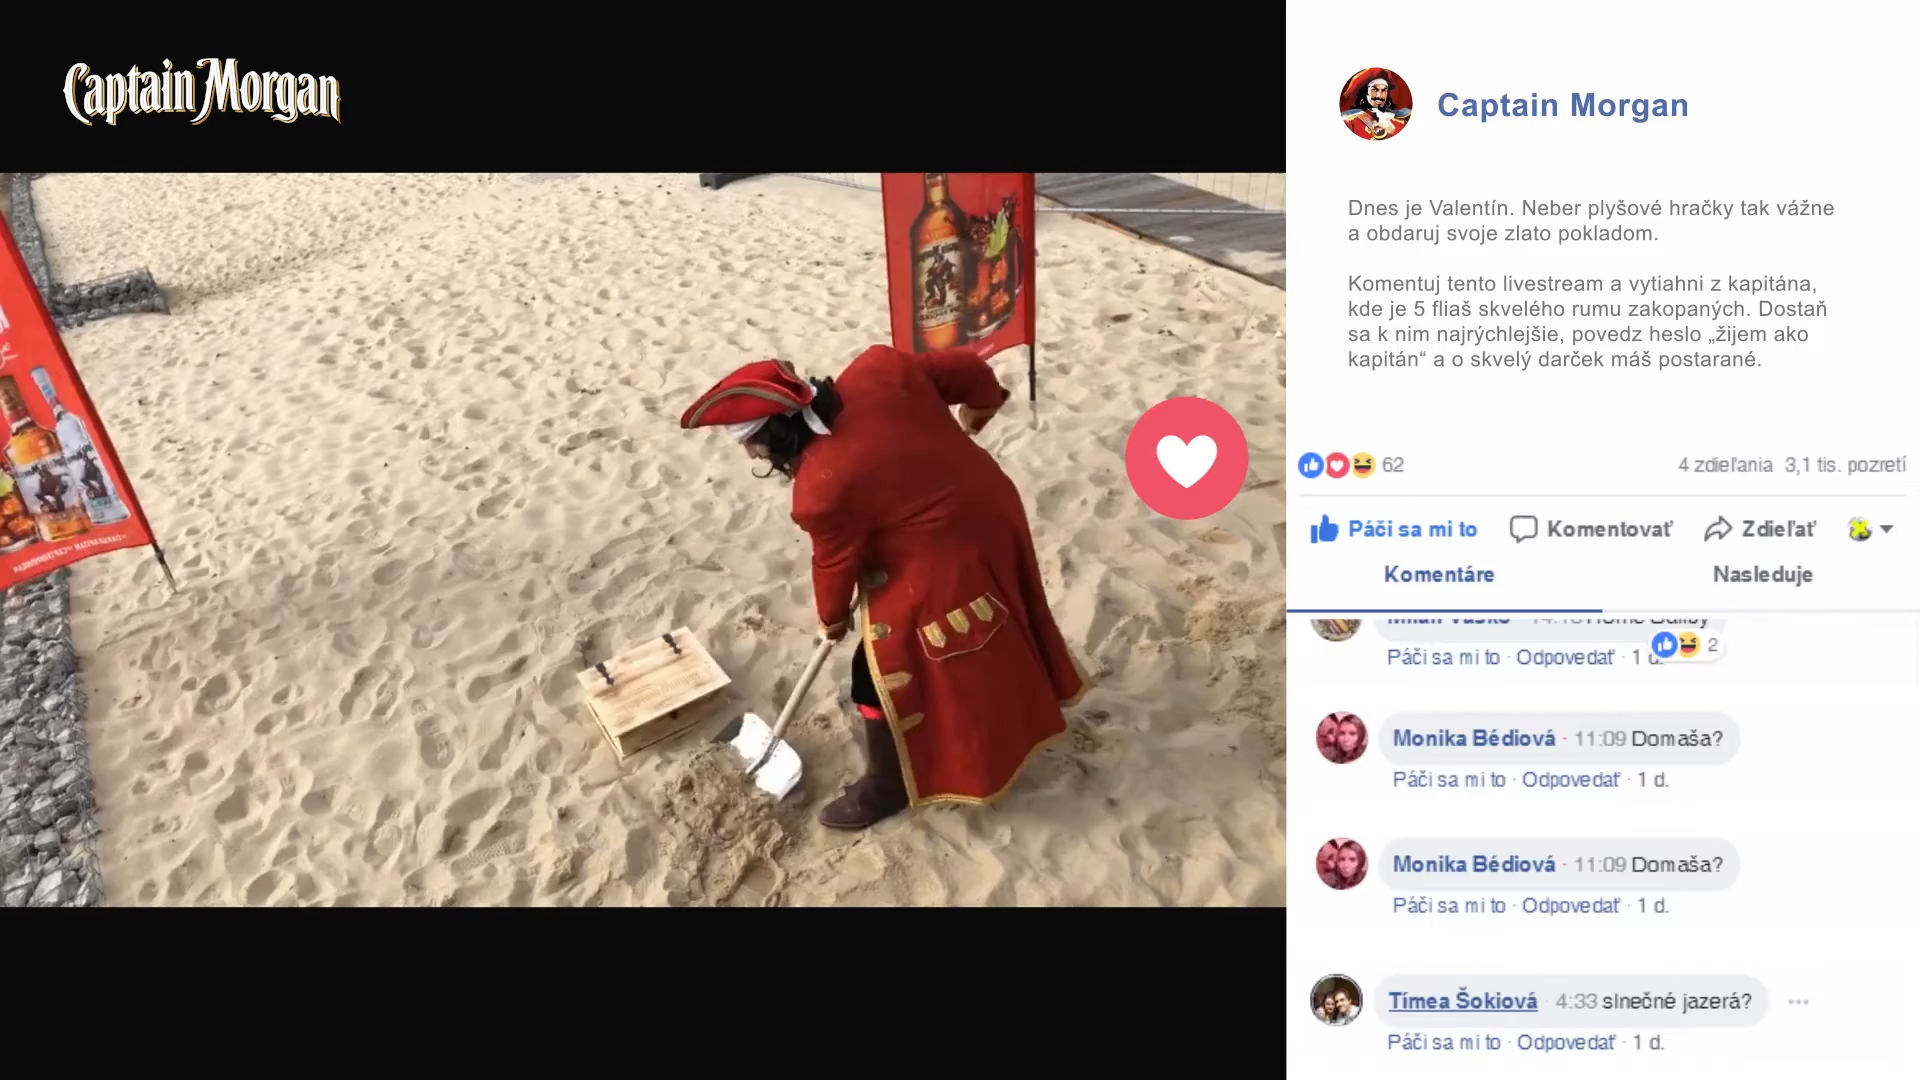 Captain Morgan
Captain Morgan
Dnes je Valentín. Neber plyšové hračky tak vážne
a obdaruj svoje zlato pokladom.
Komentuj tento livestream a vytiahni z kapitána,
kde je 5 fliaš skvelého rumu zakopaných. Dostaň
sa k nim najrýchlejšie, povedz heslo „žijem ako
kapitán“ a o skvelý darček máš postarané.
62
4 zdieľania 3,1 tis. pozretí
Páči sa mi to Komentovať Zdieľať
Komentáre Nasleduje
2
Páči sa mi to · Odpovedať · 1 d.
Monika Bédiová · 11:09 Domaša?
Páči sa mi to · Odpovedať · 1 d.
Monika Bédiová · 11:09 Domaša?
Páči sa mi to · Odpovedať · 1 d.
Tímea Šokiová · 4:33 slnečné jazerá?
Páči sa mi to · Odpovedať · 1 d.